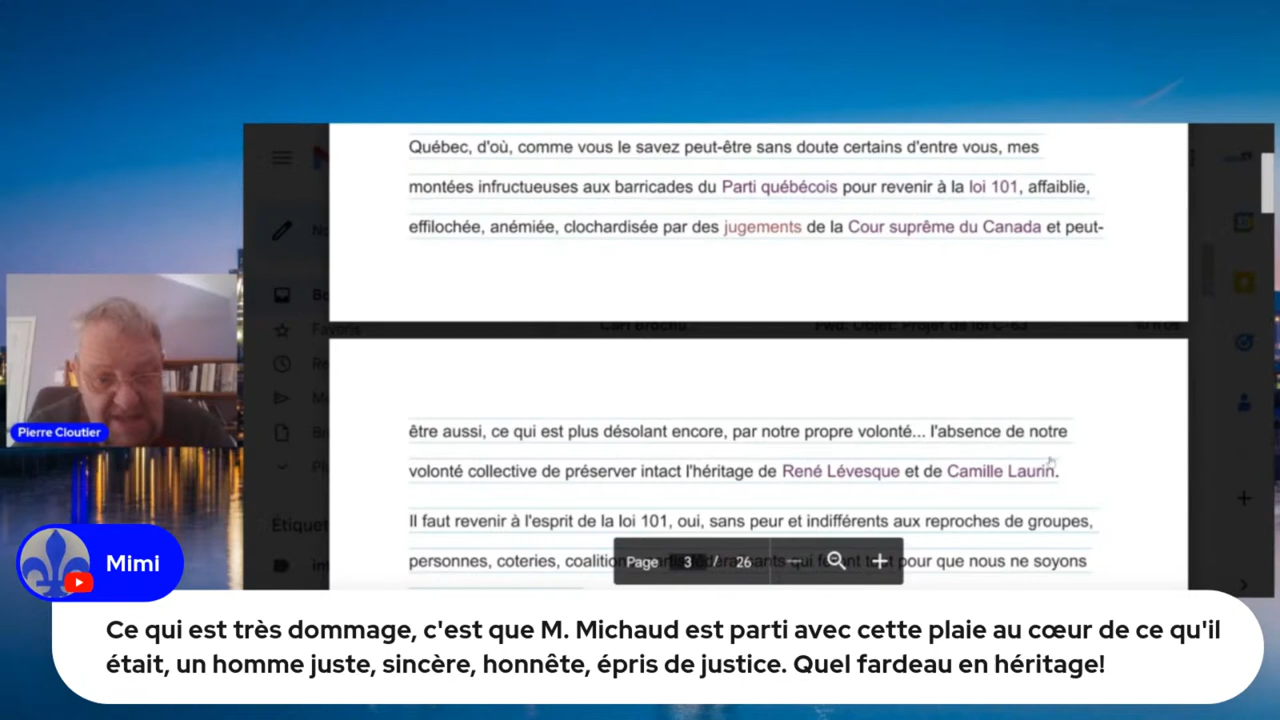 Québec, d'où, comme vous le savez peut-être sans doute certains d'entre vous, mes
montées infructueuses aux barricades du Parti québécois pour revenir à la loi 101, affaiblie,
effilochée, anémiée, clochardisée par des jugements de la Cour suprême du Canada et peut-
Favoris
être aussi, ce qui est plus désolant encore, par notre propre volonté... l'absence de notre
volonté collective de préserver intact l'héritage de René Lévesque et de Camille Laurin.
Pierre Cloutier
Il faut revenir à l'esprit de la loi 101, oui, sans peur et indifférents aux reproches de groupes,
personnes, coteries, pour que nous ne soyons
Page 3 / 26
Mimi
Ce qui est très dommage, c'est que M. Michaud est parti avec cette plaie au cœur de ce qu'il
était, un homme juste, sincère, honnête, épris de justice. Quel fardeau en héritage!